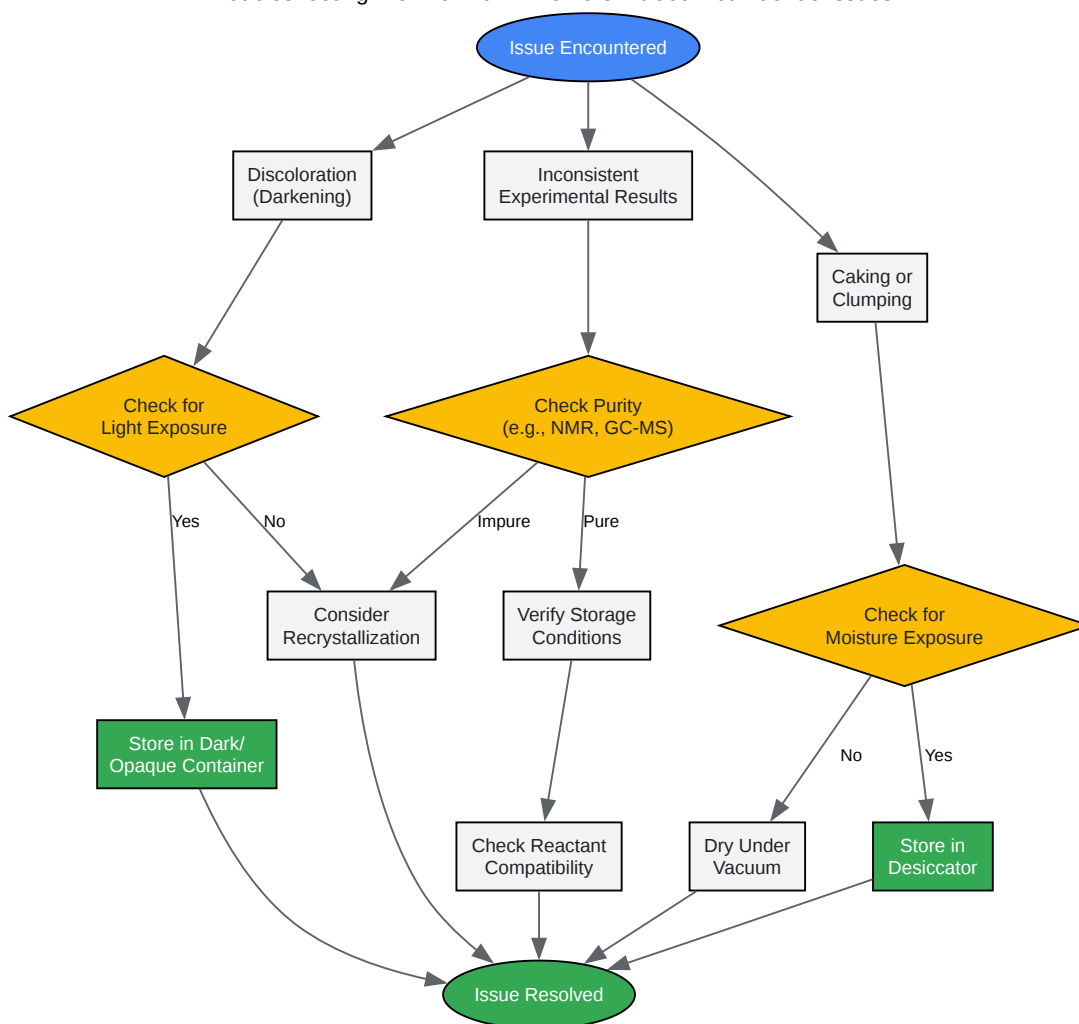 Issue Encountered
Discoloration
(Darkening)
Inconsistent
Experimental Results
Caking or
Clumping
Check for
Light Exposure
Check Purity
(e.g., NMR, GC-MS)
Yes
No
Impure
Pure
Consider
Recrystallization
Verify Storage
Conditions
Check for
Moisture Exposure
Store in Dark/
Opaque Container
No
Yes
Check Reactant
Compatibility
Dry Under
Vacuum
Store in
Desiccator
Issue Resolved